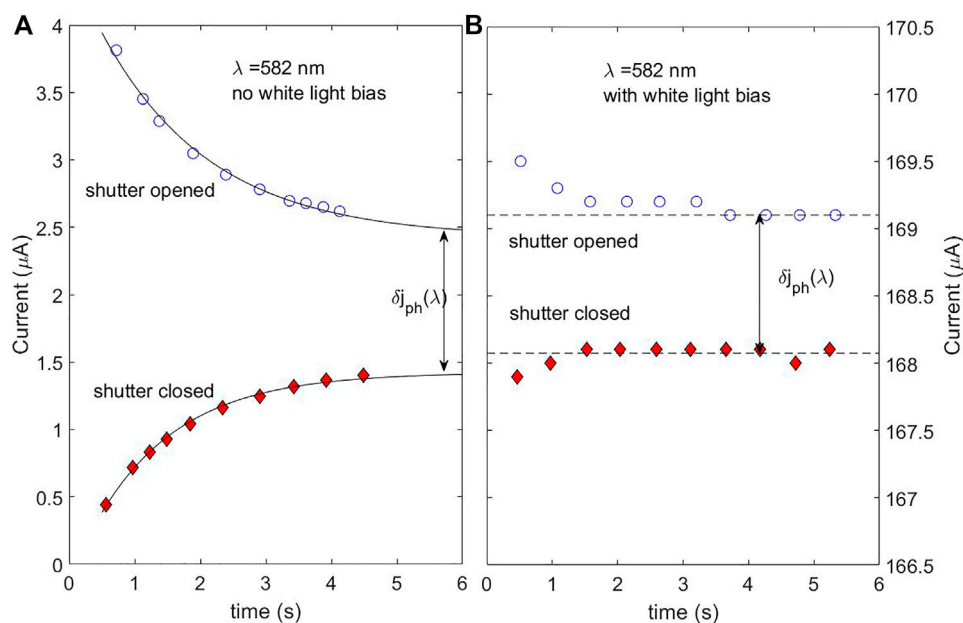 A
B
λ =582 nm
no white light bias
shutter opened
δj_ph(λ)
shutter closed
Current (μA)
4
3.5
3
2.5
2
1.5
1
0.5
0
0 1 2 3 4 5 6
time (s)
λ =582 nm
with white light bias
shutter opened
δj_ph(λ)
shutter closed
170.5
170
169.5
169
168.5
168
167.5
167
166.5
Current (μA)
0 1 2 3 4 5 6
time (s)